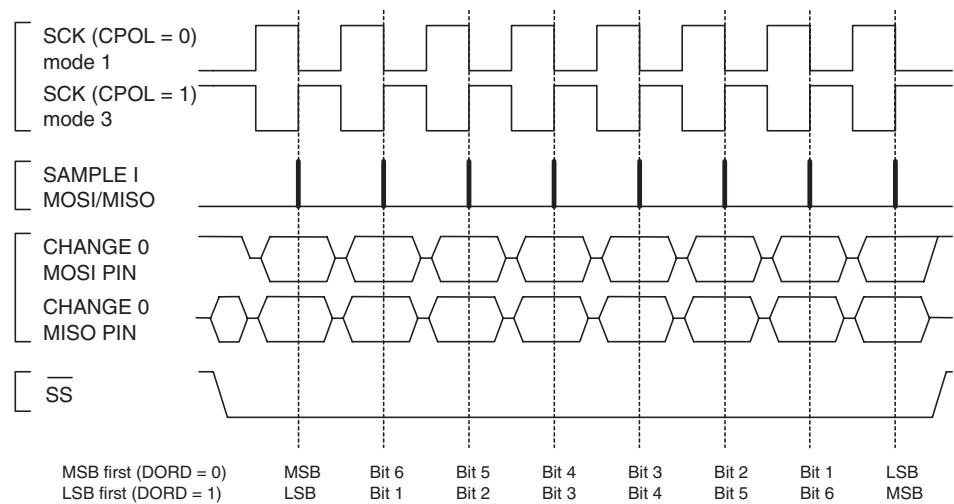 SCK (CPOL = 0)
mode 1
SCK (CPOL = 1)
mode 3
SAMPLE I
MOSI/MISO
CHANGE 0
MOSI PIN
CHANGE 0
MISO PIN
SS
MSB first (DORD = 0) MSB Bit 6 Bit 5 Bit 4 Bit 3 Bit 2 Bit 1 LSB
LSB first (DORD = 1) LSB Bit 1 Bit 2 Bit 3 Bit 4 Bit 5 Bit 6 MSB